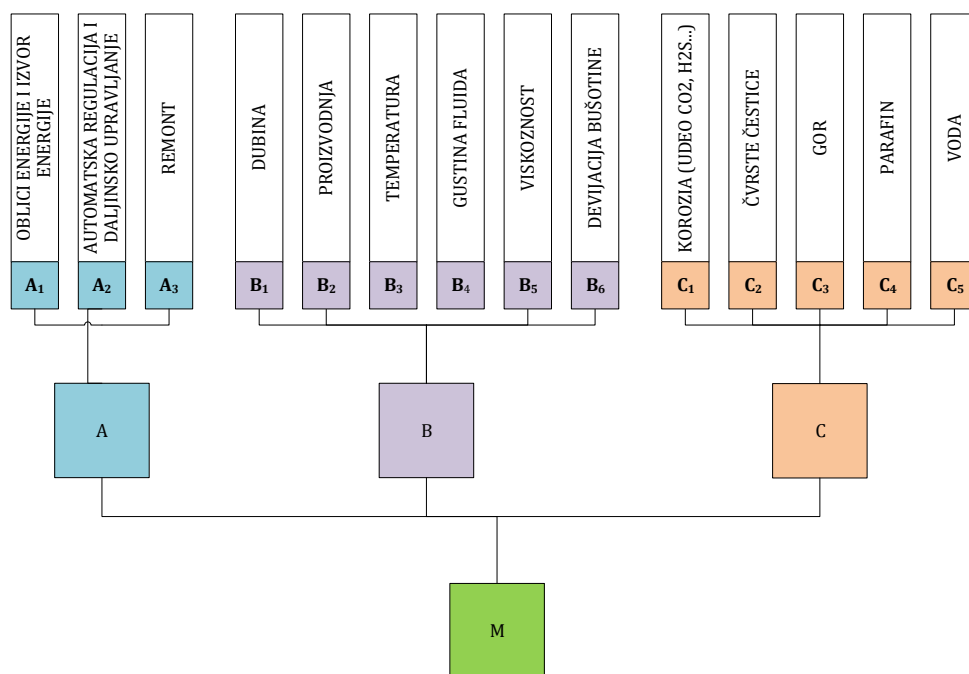 OBLICI ENERGIJE I IZVOR
ENERGIJE
AUTOMATSKA REGULACIJA I
DALJINSKO UPRAVLJANJE
REMONT
DUBINA
PROIZVODNJA
TEMPERATURA
GUSTINA FLUIDA
VISKOZNOST
DEVIJACIJA BUŠOTINE
KOROZIA (UDEO CO2, H2S...)
ČVRSTE ČESTICE
GOR
PARAFIN
VODA
A₁
A₂
A₃
B₁
B₂
B₃
B₄
B₅
B₆
C₁
C₂
C₃
C₄
C₅
A
B
C
M